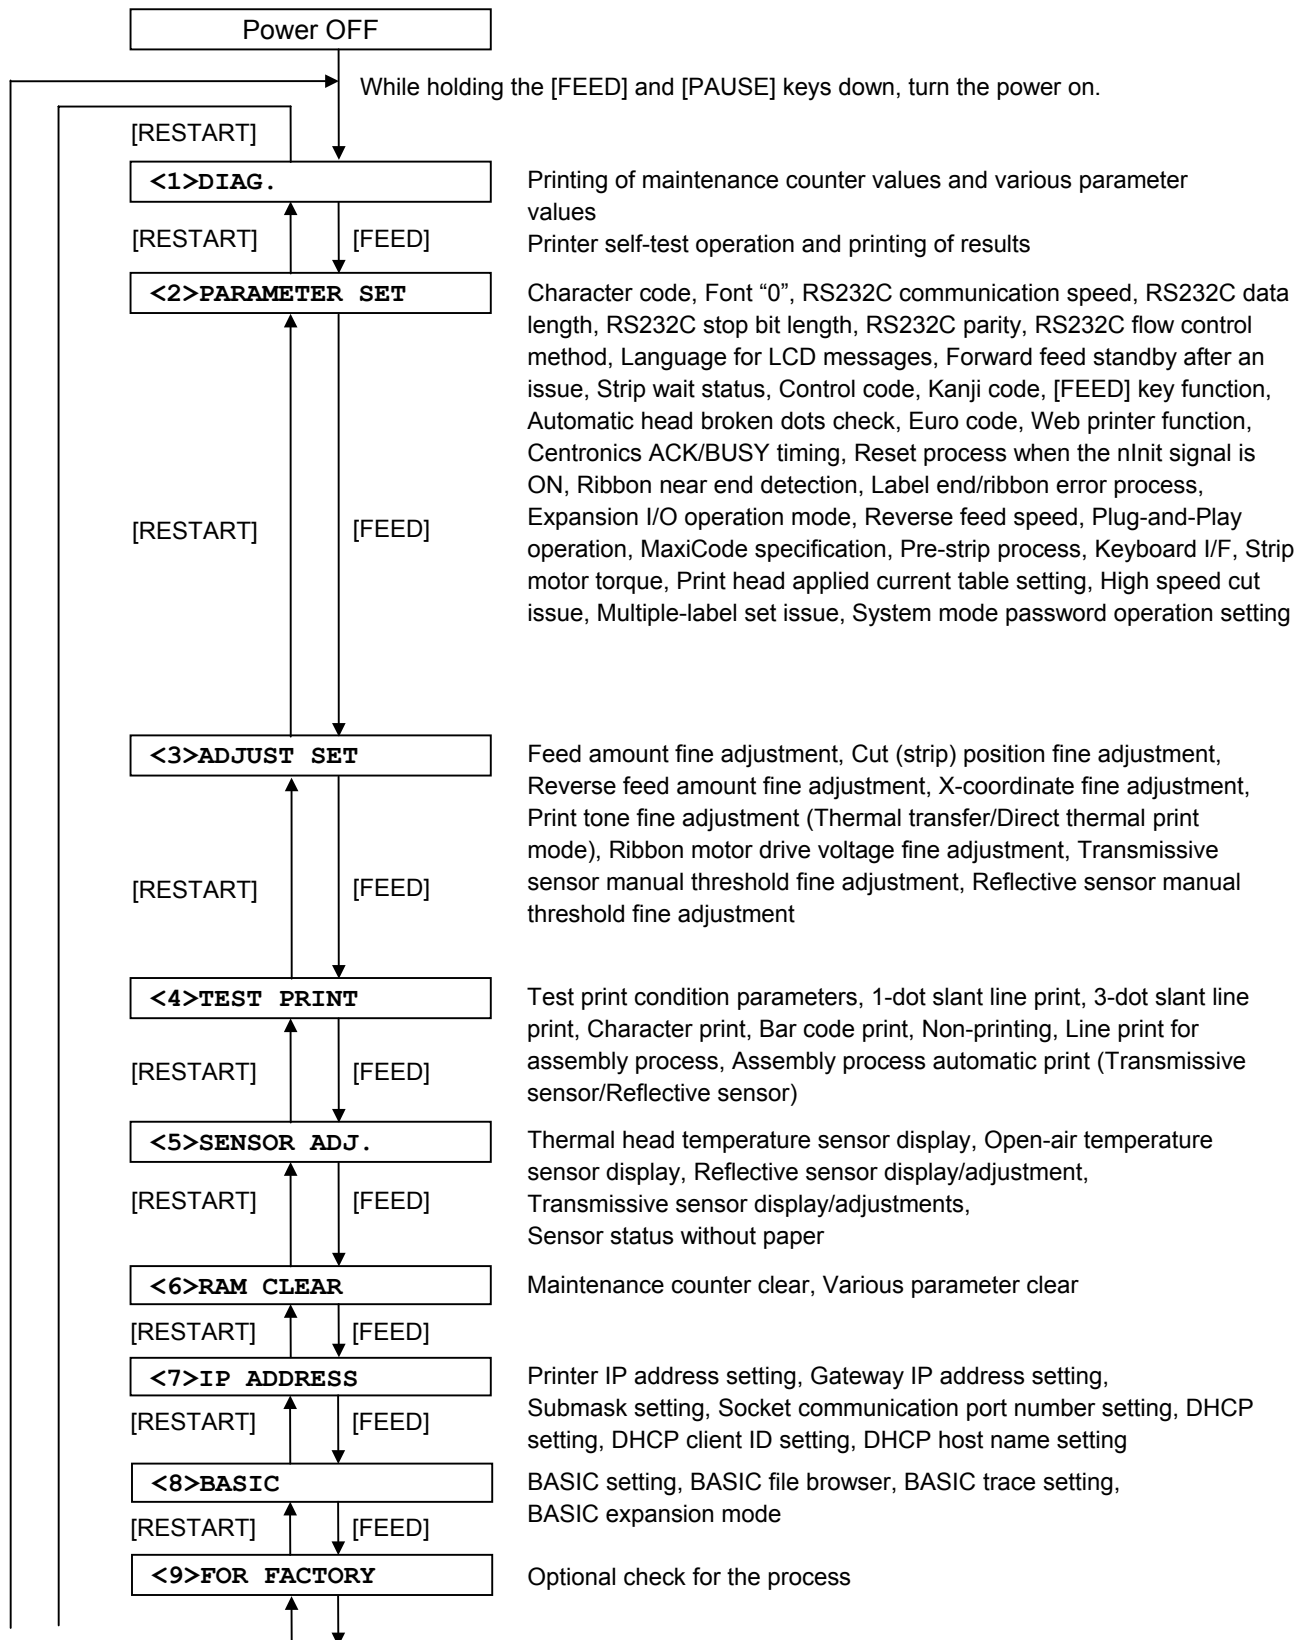 Power OFF
While holding the [FEED] and [PAUSE] keys down, turn the power on.
[RESTART]
<1>DIAG.
Printing of maintenance counter values and various parameter
values
[RESTART] [FEED]
Printer self-test operation and printing of results
<2>PARAMETER SET
Character code, Font “0”, RS232C communication speed, RS232C data
length, RS232C stop bit length, RS232C parity, RS232C flow control
method, Language for LCD messages, Forward feed standby after an
issue, Strip wait status, Control code, Kanji code, [FEED] key function,
Automatic head broken dots check, Euro code, Web printer function,
Centronics ACK/BUSY timing, Reset process when the nInit signal is
ON, Ribbon near end detection, Label end/ribbon error process,
Expansion I/O operation mode, Reverse feed speed, Plug-and-Play
operation, MaxiCode specification, Pre-strip process, Keyboard I/F, Strip
motor torque, Print head applied current table setting, High speed cut
issue, Multiple-label set issue, System mode password operation setting
[RESTART] [FEED]
<3>ADJUST SET
Feed amount fine adjustment, Cut (strip) position fine adjustment,
Reverse feed amount fine adjustment, X-coordinate fine adjustment,
Print tone fine adjustment (Thermal transfer/Direct thermal print
mode), Ribbon motor drive voltage fine adjustment, Transmissive
sensor manual threshold fine adjustment, Reflective sensor manual
threshold fine adjustment
[RESTART] [FEED]
<4>TEST PRINT
Test print condition parameters, 1-dot slant line print, 3-dot slant line
print, Character print, Bar code print, Non-printing, Line print for
assembly process, Assembly process automatic print (Transmissive
sensor/Reflective sensor)
[RESTART] [FEED]
<5>SENSOR ADJ.
Thermal head temperature sensor display, Open-air temperature
sensor display, Reflective sensor display/adjustment,
Transmissive sensor display/adjustments,
Sensor status without paper
[RESTART] [FEED]
<6>RAM CLEAR
Maintenance counter clear, Various parameter clear
[RESTART] [FEED]
<7>IP ADDRESS
Printer IP address setting, Gateway IP address setting,
Submask setting, Socket communication port number setting, DHCP
setting, DHCP client ID setting, DHCP host name setting
[RESTART] [FEED]
<8>BASIC
BASIC setting, BASIC file browser, BASIC trace setting,
BASIC expansion mode
[RESTART] [FEED]
<9>FOR FACTORY
Optional check for the process